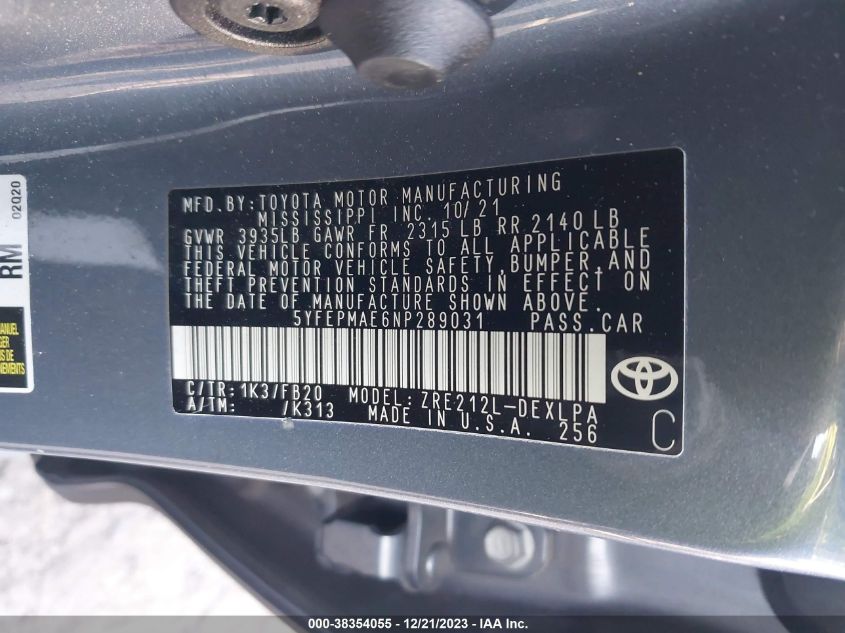 MFD.BY:TOYOTA MOTOR MANUFACTURING
MISSISSIPPI INC. 10/21
GVWR 3935LB GAWR FR 2315 LB RR 2140 LB
THIS VEHICLE CONFORMS TO ALL APPLICABLE
FEDERAL MOTOR VEHICLE SAFETY,BUMPER,AND
THEFT PREVENTION STANDARDS IN EFFECT ON
THE DATE OF MANUFACTURE SHOWN ABOVE.
5YFEPMAE6NP289031 PASS.CAR
C/TR:1K3/FB20 MODEL:ZRE212L-DEXLPA
A/TM: /K313 MADE IN U.S.A. 256
C
RM
02020
MANUEL
000-38354055 - 12/21/2023 - IAA Inc.